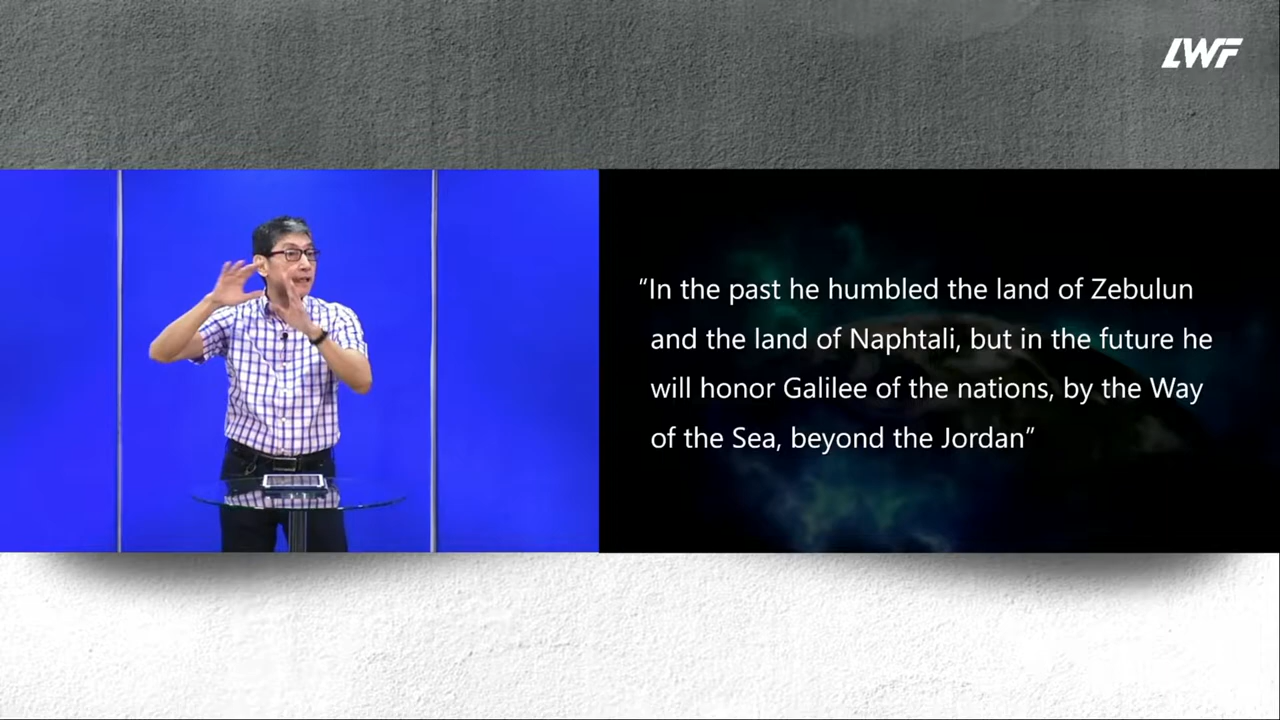 LWF
"In the past he humbled the land of Zebulun
and the land of Naphtali, but in the future he
will honor Galilee of the nations, by the Way
of the Sea, beyond the Jordan"